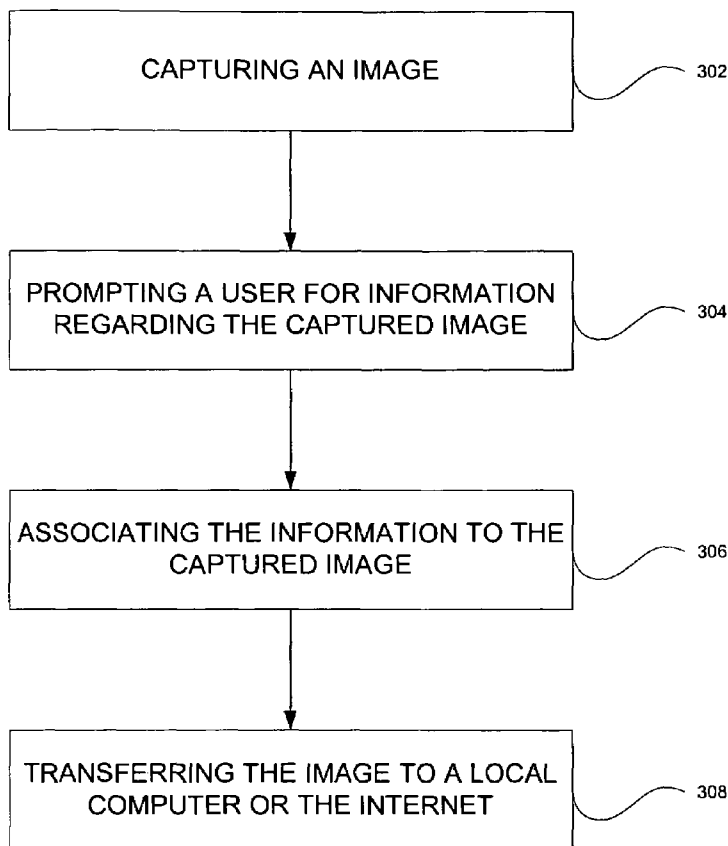 CAPTURING AN IMAGE
302
PROMPTING A USER FOR INFORMATION
REGARDING THE CAPTURED IMAGE
304
ASSOCIATING THE INFORMATION TO THE
CAPTURED IMAGE
306
TRANSFERRING THE IMAGE TO A LOCAL
COMPUTER OR THE INTERNET
308